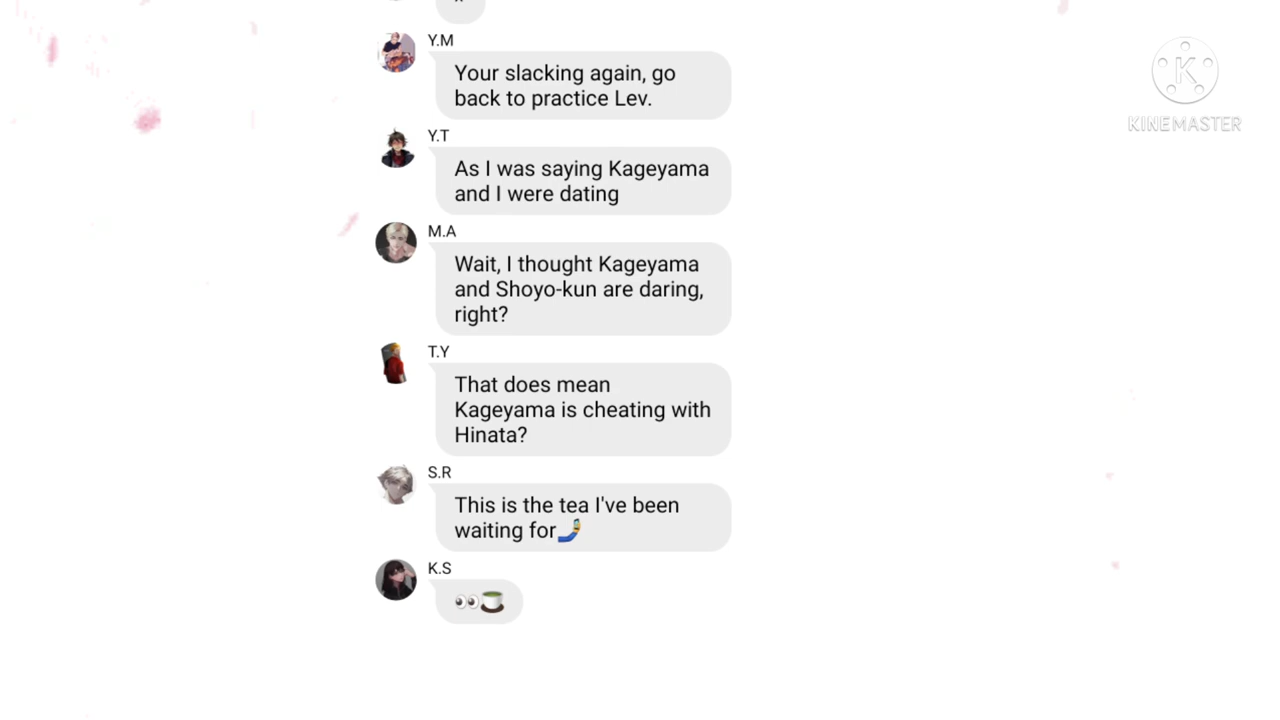 Y.M
Your slacking again, go
back to practice Lev.
Y.T
As I was saying Kageyama
and I were dating
M.A
Wait, I thought Kageyama
and Shoyo-kun are daring,
right?
T.Y
That does mean
Kageyama is cheating with
Hinata?
S.R
This is the tea I've been
waiting for🤳
K.S
👀🍵
K
KINEMASTER